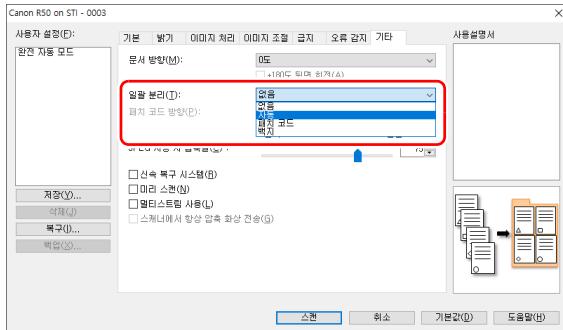 Canon R50 on STI - 0003
사용자 설정(F):
완전 자동 모드
저장(Y)...
삭제(J)
복구(I)...
백업(X)...
기본 밝기 이미지 처리 이미지 조절 급지 오류 감지 기타
문서 방향(M): 0도
+180도 뒤면 회전(A)
일괄 분리(T): 없음
없음
자동
패치 코드
백지
패치 코드 방향(P):
75
신속 복구 시스템(R)
미리 스캔(N)
멀티스트림 사용(L)
스캐너에서 항상 압축 화상 전송(G)
사용설명서
스캔 취소 기본값(D) 도움말(H)